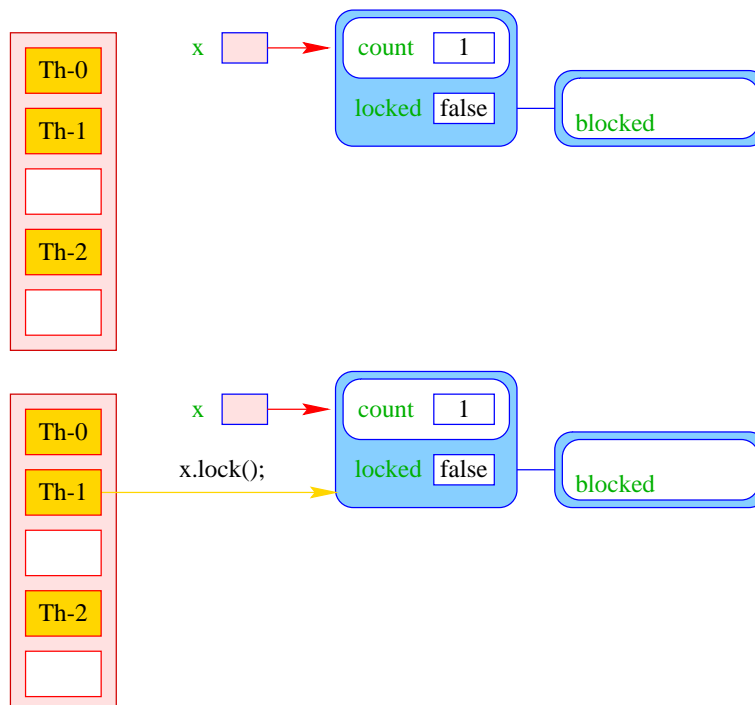 x count 1
Th-0
locked false
Th-1
blocked
Th-2
x count 1
Th-0
x.lock(); locked false
Th-1
blocked
Th-2